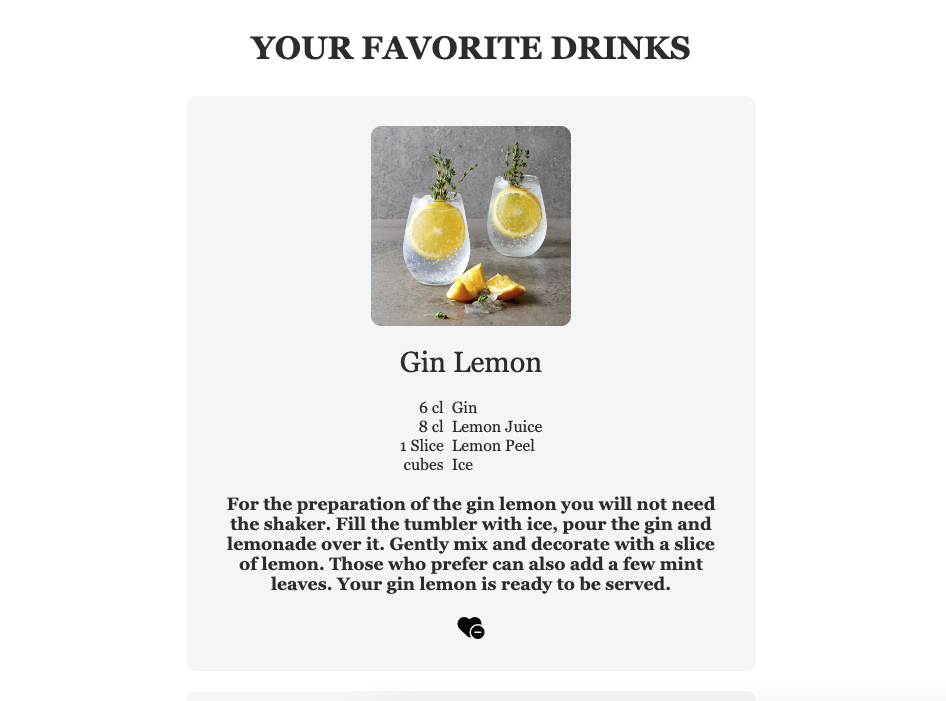 YOUR FAVORITE DRINKS
Gin Lemon
6 cl Gin
8 cl Lemon Juice
1 Slice Lemon Peel
cubes Ice
For the preparation of the gin lemon you will not need
the shaker. Fill the tumbler with ice, pour the gin and
lemonade over it. Gently mix and decorate with a slice
of lemon. Those who prefer can also add a few mint
leaves. Your gin lemon is ready to be served.